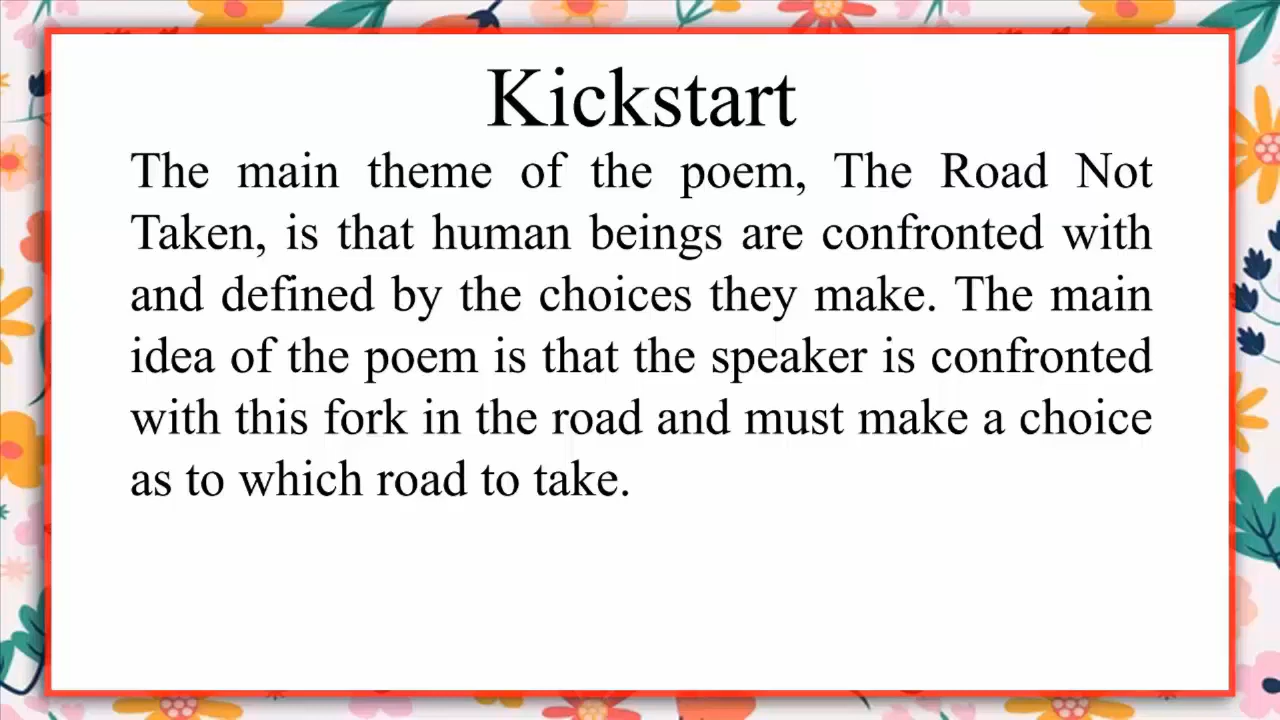 Kickstart
The main theme of the poem, The Road Not
Taken, is that human beings are confronted with
and defined by the choices they make. The main
idea of the poem is that the speaker is confronted
with this fork in the road and must make a choice
as to which road to take.